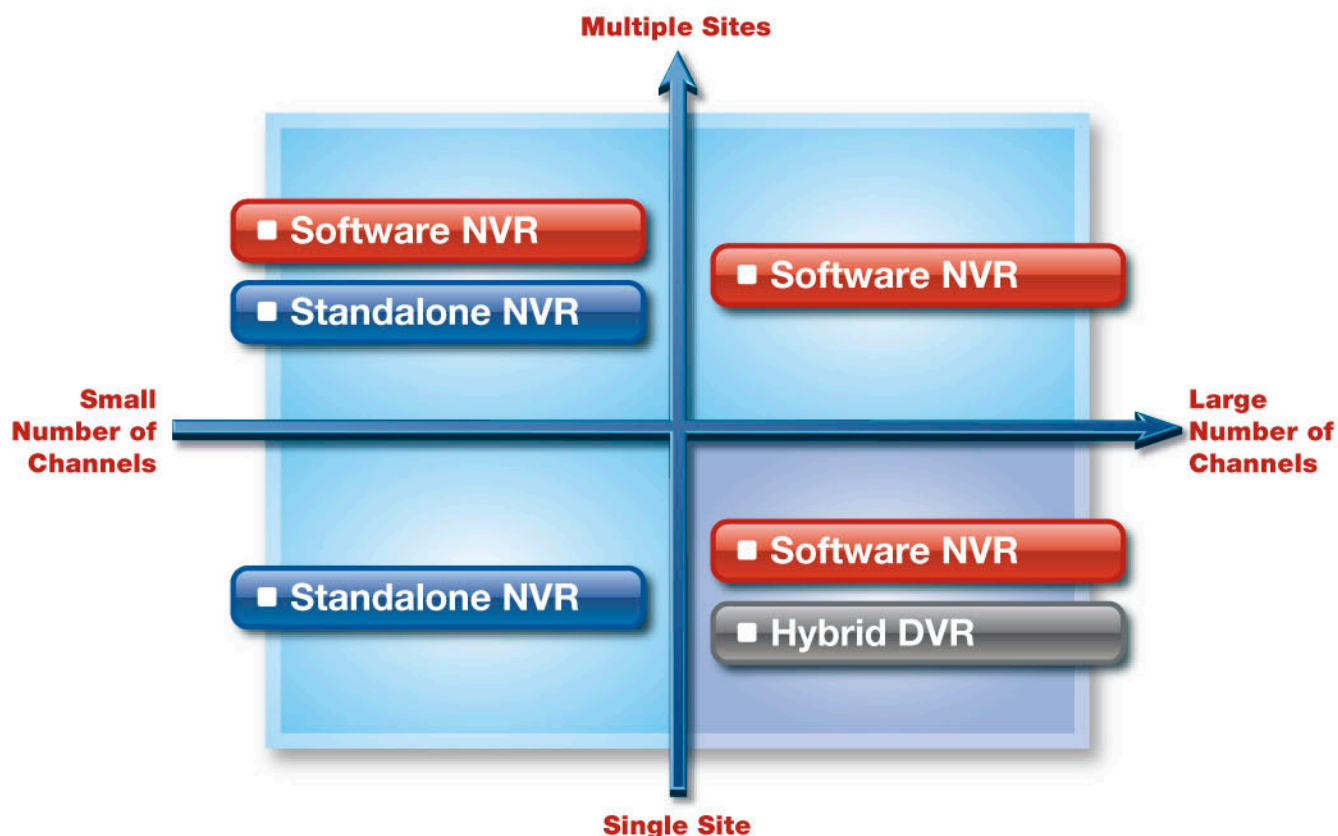 Multiple Sites
Software NVR
Standalone NVR
Software NVR
Small
Number of
Channels
Large
Number of
Channels
Standalone NVR
Software NVR
Hybrid DVR
Single Site